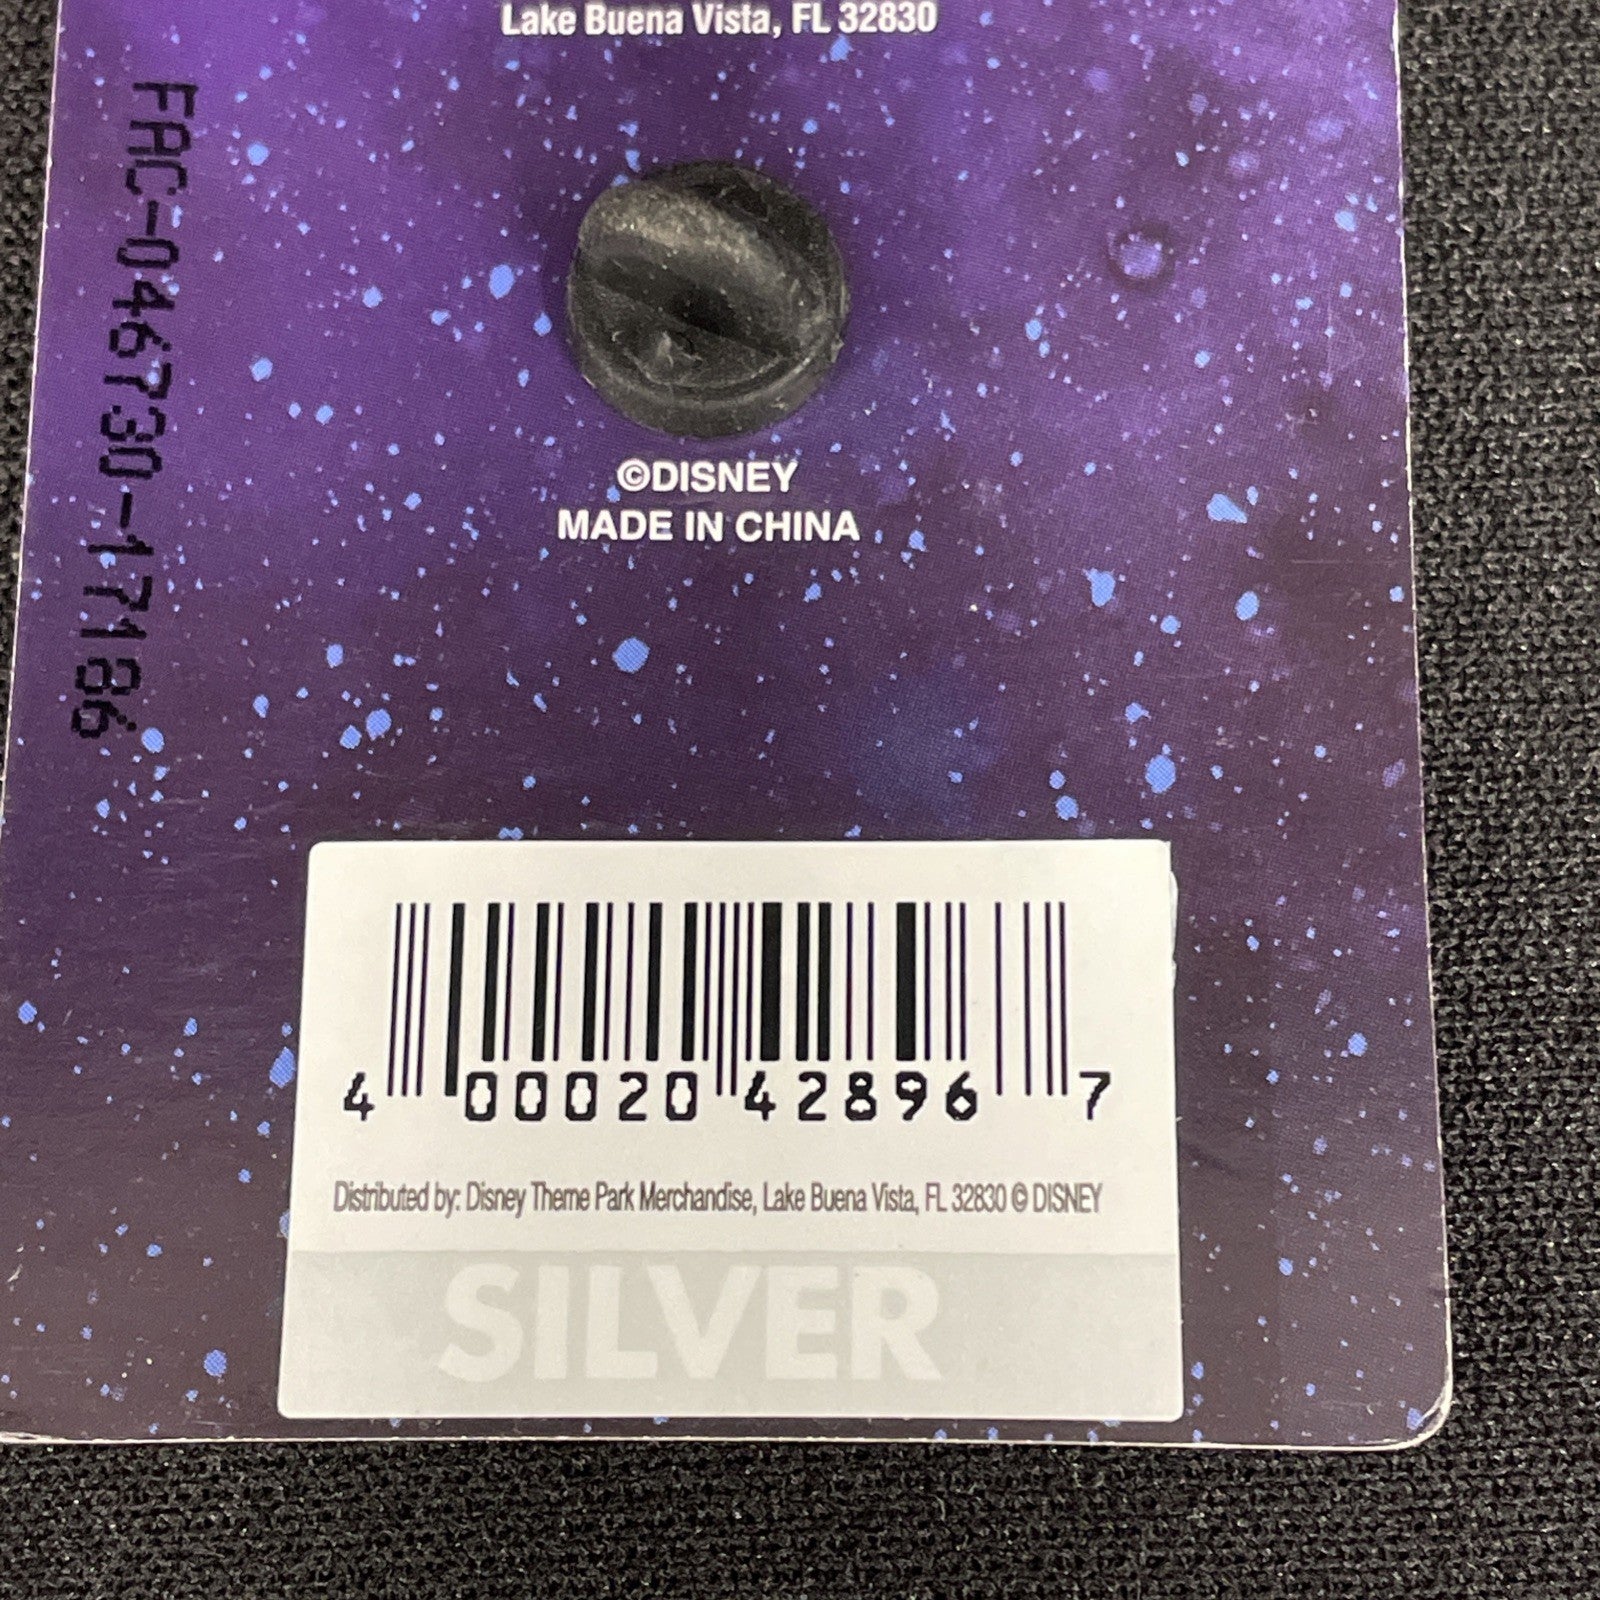 Lake Buena Vista, FL 32830
FAC-046730-17186
©DISNEY
MADE IN CHINA
4 00020 42896 7
Distributed by: Disney Theme Park Merchandise, Lake Buena Vista, FL 32830 © DISNEY
SILVER